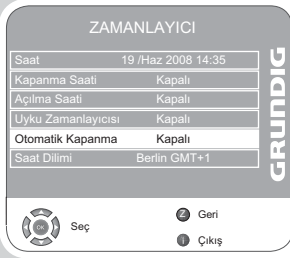 ZAMANLAYICI
Saat 19 /Haz 2008 14:35
Kapanma Saati Kapalı
Açılma Saati Kapalı
Uyku Zamanlayıcısı Kapalı
Otomatik Kapanma Kapalı
Saat Dilimi Berlin GMT+1
GRUNDIG
OK Seç
Z Geri
i Çıkış